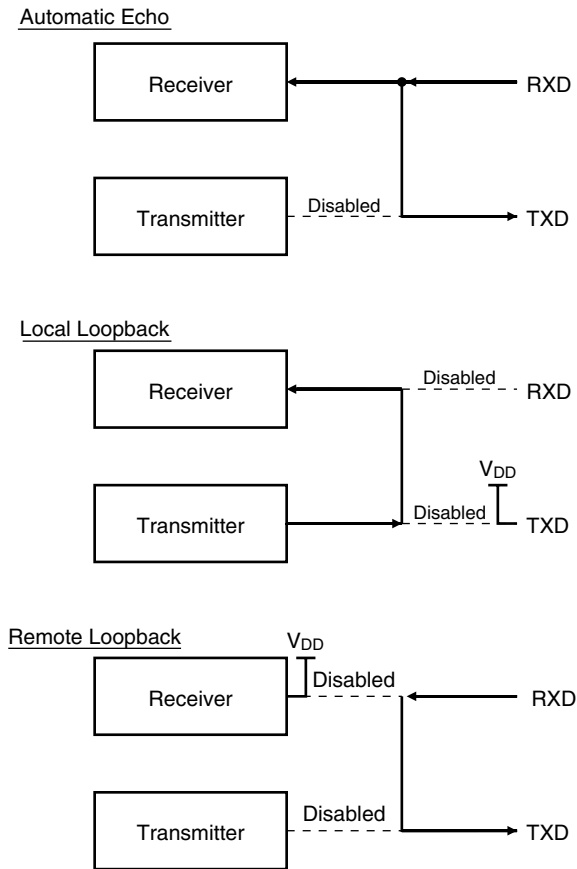 Automatic Echo
Receiver
RXD
Transmitter
Disabled
TXD
Local Loopback
Receiver
Disabled
RXD
VDD
Transmitter
Disabled
TXD
Remote Loopback
VDD
Receiver
Disabled
RXD
Transmitter
Disabled
TXD